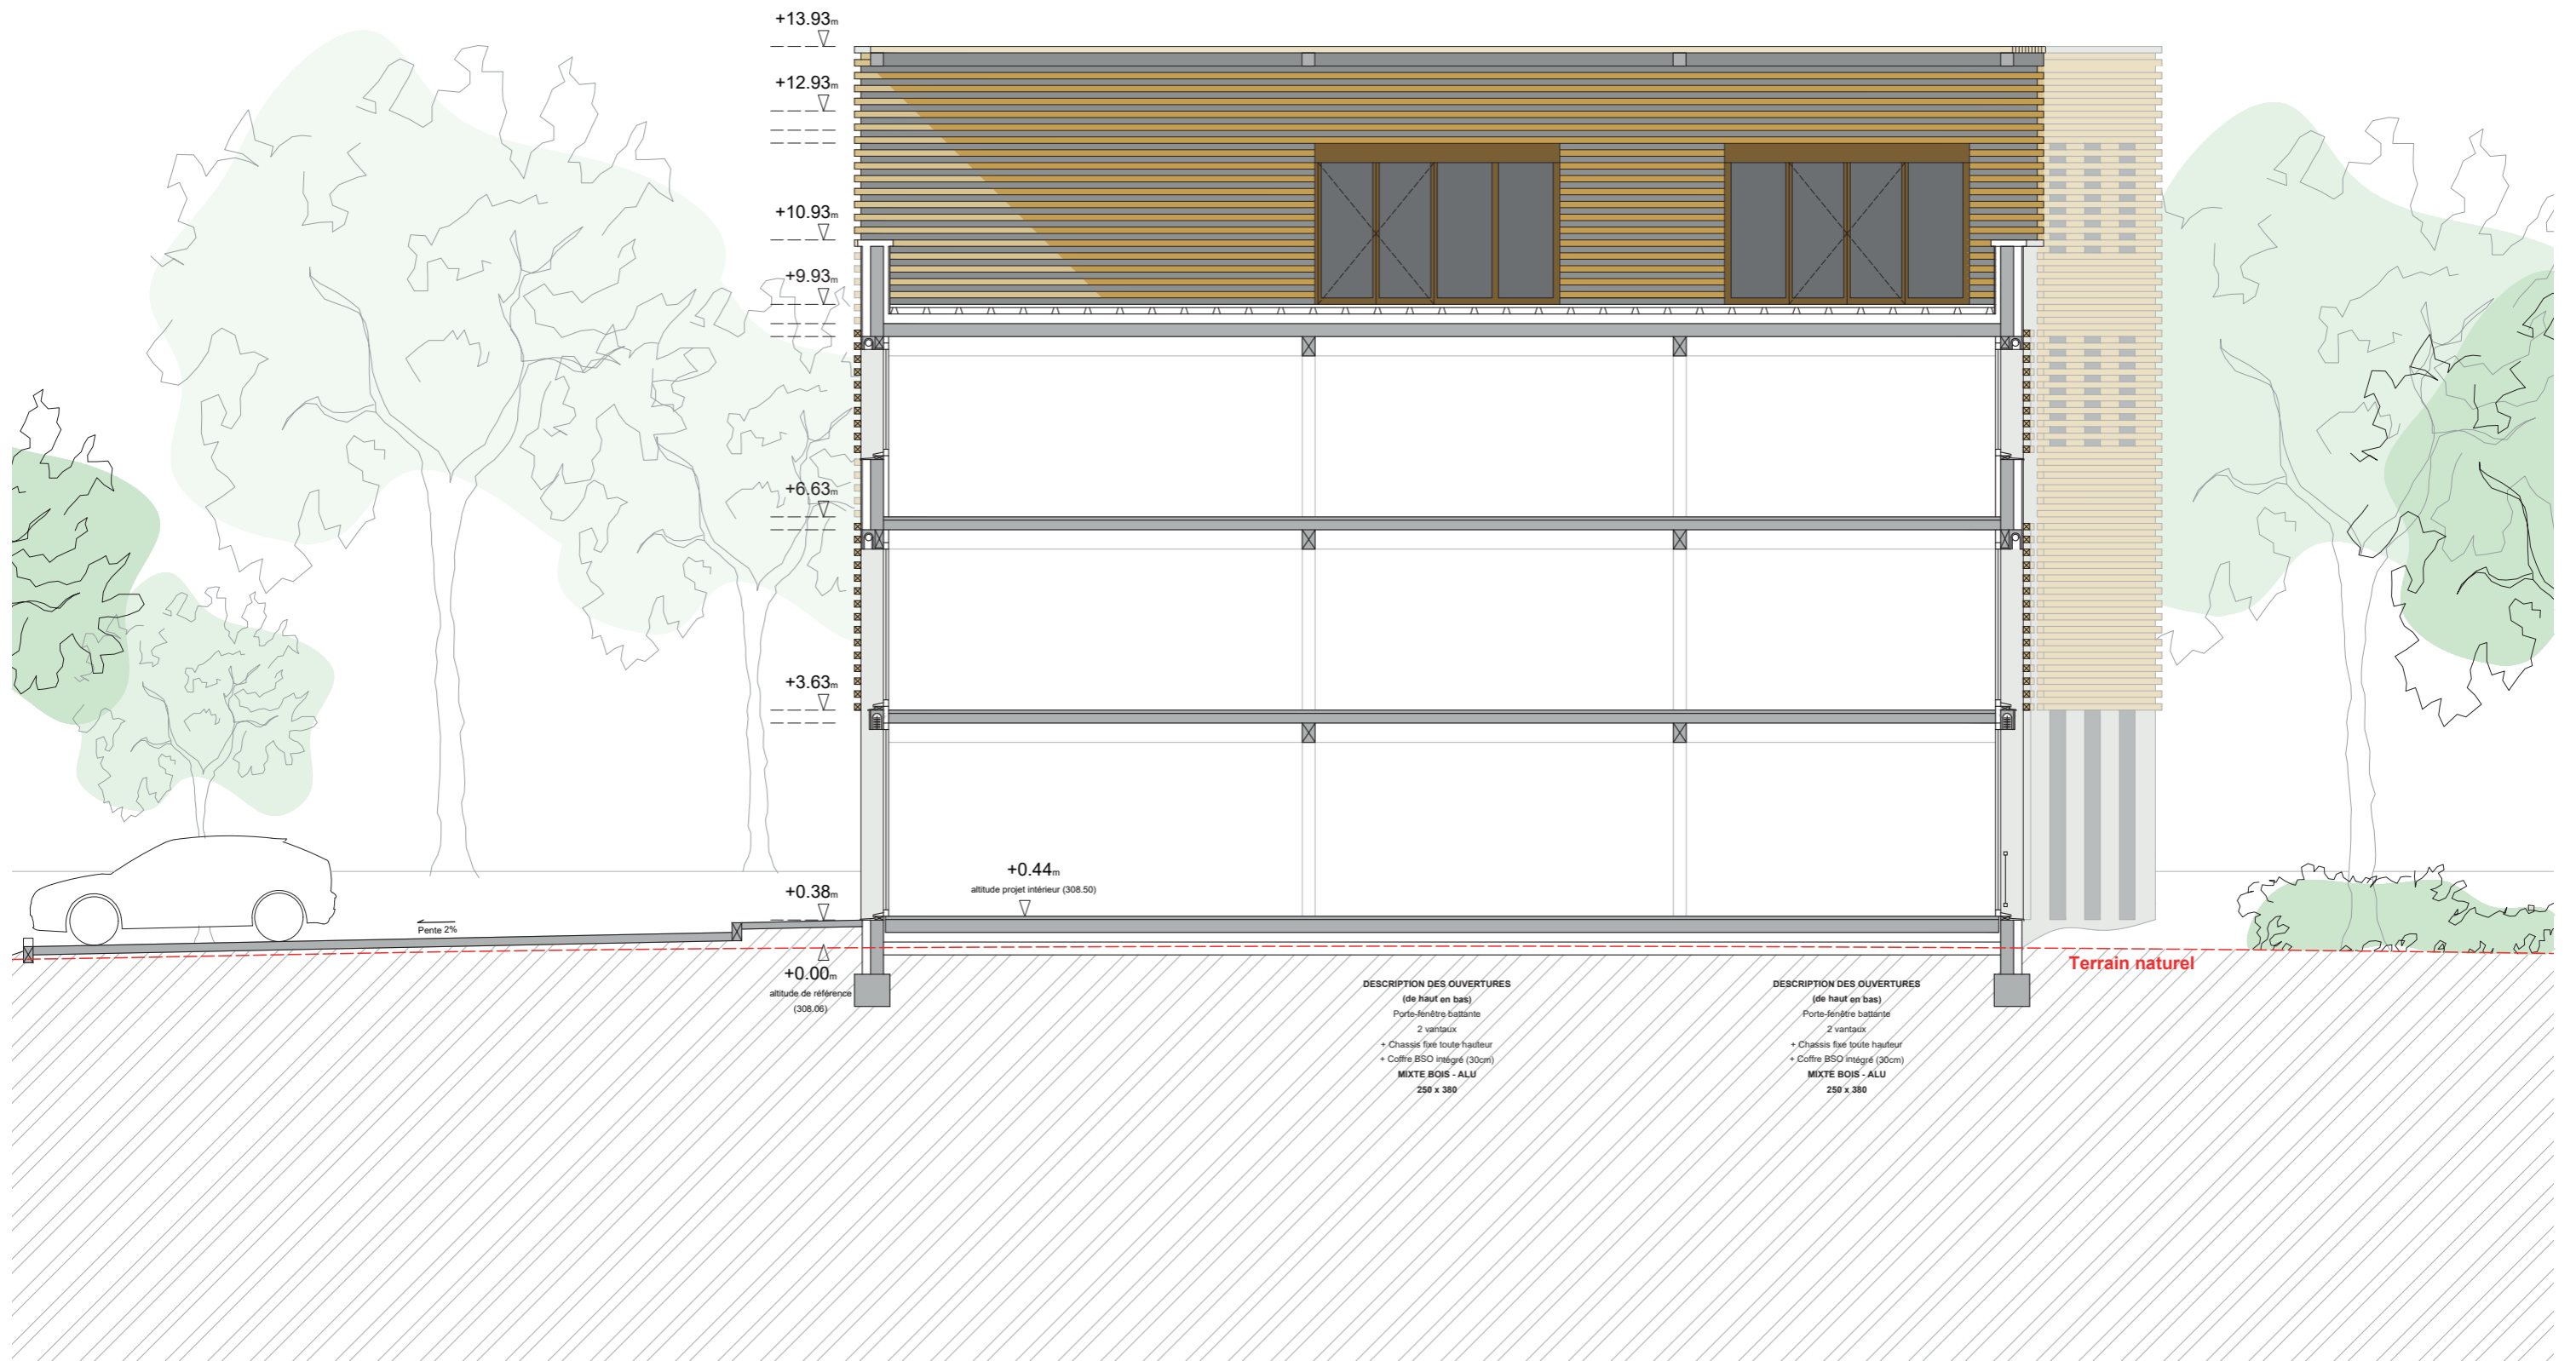 +13.93m
+12.93m
+10.93m
+9.93m
+6.63m
+3.63m
+0.44m
altitude projet intérieur (308.50)
+0.38m
Pente 2%
+0.00m
altitude de référence
(308.06)
Terrain naturel
DESCRIPTION DES OUVERTURES
(de haut en bas)
Porte-fenêtre battante
2 vantaux
+ Chassis fixe toute hauteur
+ Coffre BSO intégré (30cm)
MIXTE BOIS - ALU
250 x 380
DESCRIPTION DES OUVERTURES
(de haut en bas)
Porte-fenêtre battante
2 vantaux
+ Chassis fixe toute hauteur
+ Coffre BSO intégré (30cm)
MIXTE BOIS - ALU
250 x 380